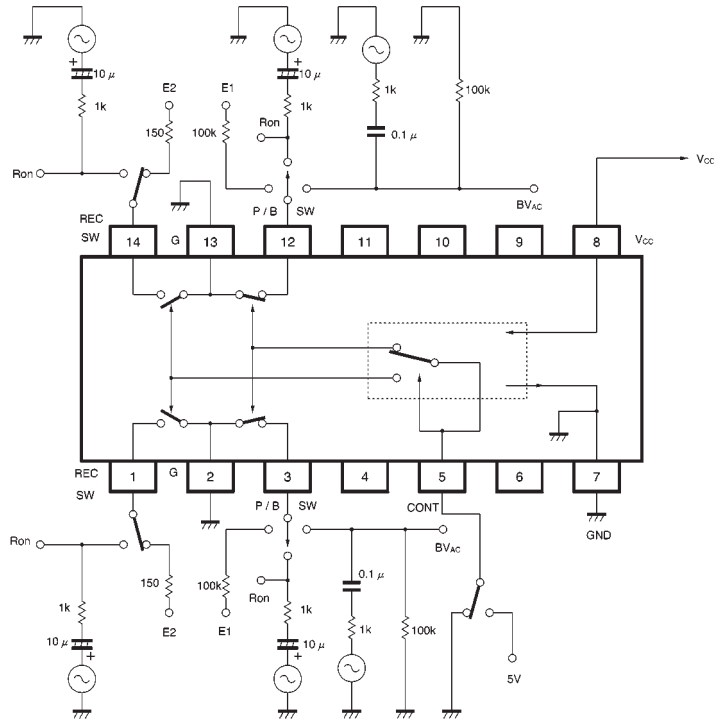 +
10 μ
1k
Ron
E2
150
E1
100k
+
10 μ
1k
Ron
1k
0.1 μ
100k
BVAC
VCC
REC
SW
G
P / B SW
VCC
14
13
12
11
10
9
8
1
2
3
4
5
6
7
REC
SW
G
P / B SW
CONT
GND
Ron
1k
10 μ
+
150
E2
100k
E1
Ron
1k
10 μ
+
0.1 μ
1k
100k
BVAC
5V